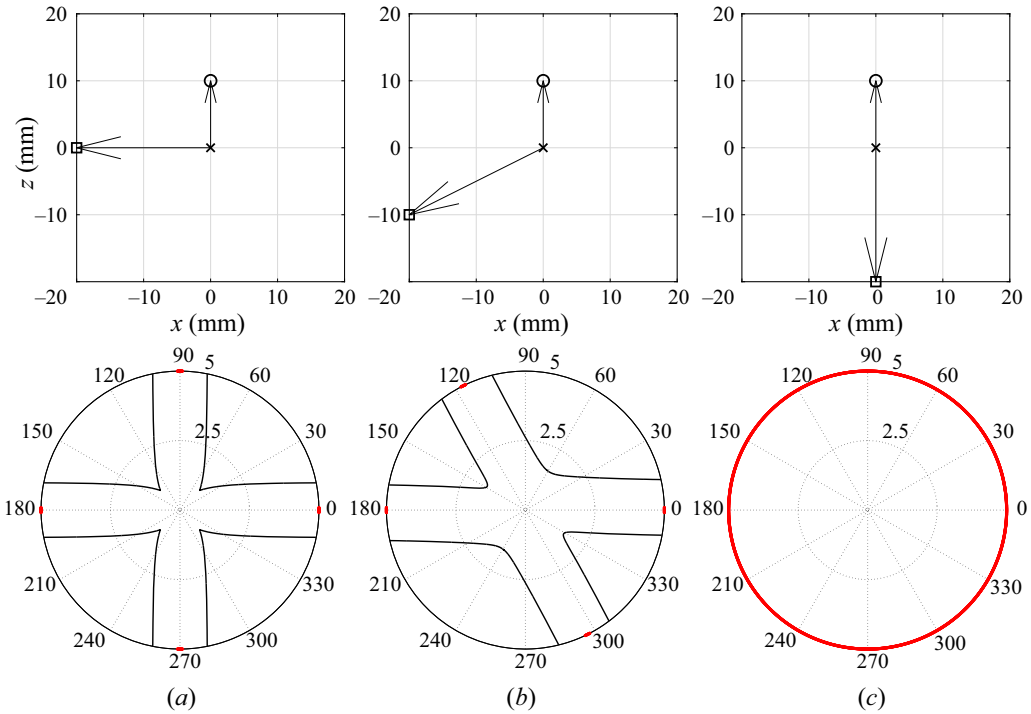 20 20 20
10 10 10
z (mm) 0 0 0
–10 –10 –10
–20 –20 –20
–10 0 10 20 –10 0 10 20 –10 0 10 20
x (mm) x (mm) x (mm)
90 5 90 5 90 5
120 60 120 60 120 60
150 2.5 30 150 2.5 30 150 2.5 30
180 0 180 0 180 0
210 330 210 330 210 330
240 300 240 300 240 300
270 270 270
(a) (b) (c)